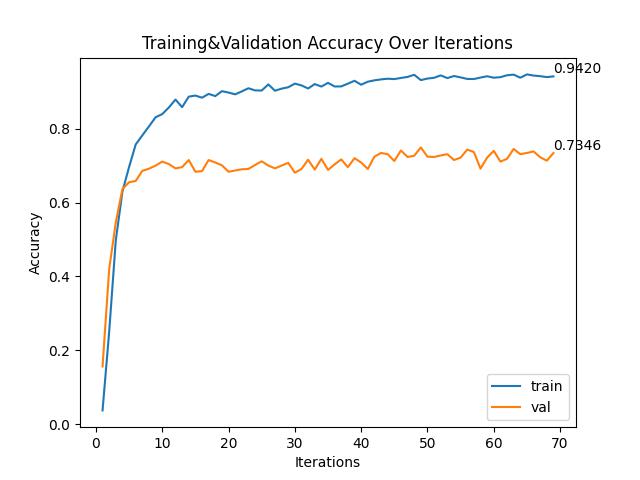 Training&Validation Accuracy Over Iterations
0.9420
0.7346
0.8
0.6
0.4
0.2
0.0
Accuracy
train
val
0 10 20 30 40 50 60 70
Iterations